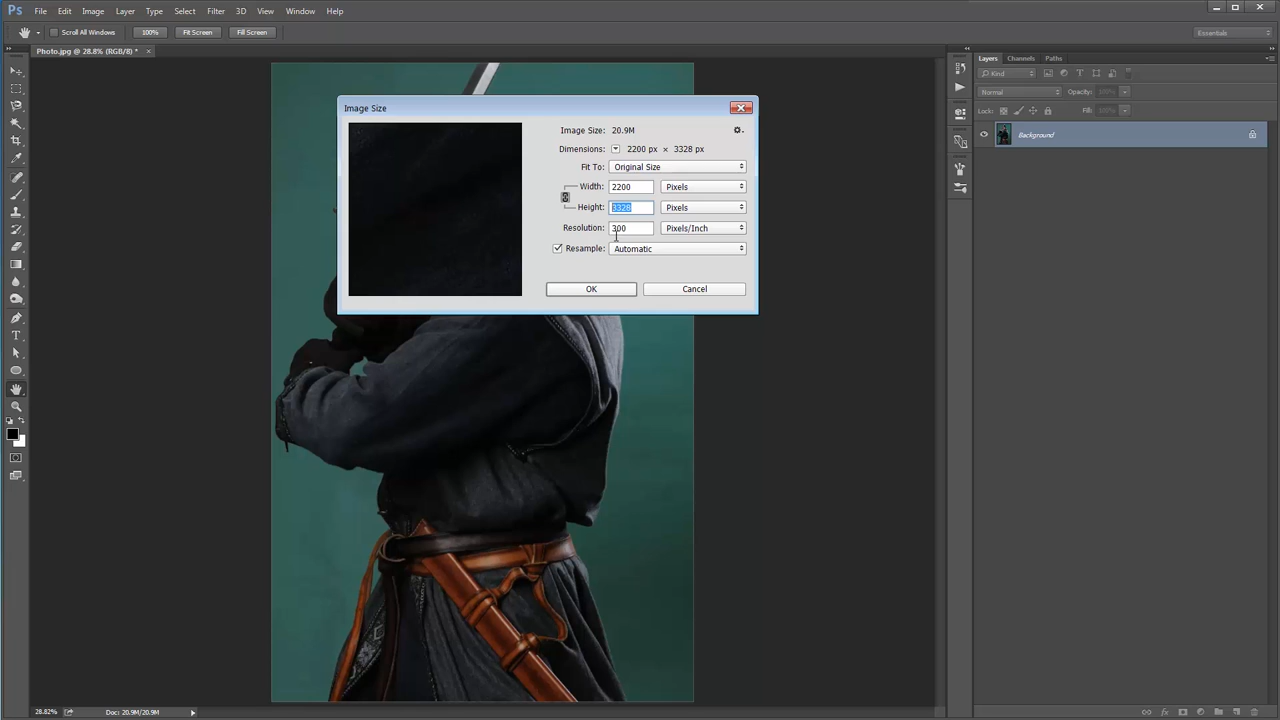 Ps File Edit Image Layer Type Select Filter 3D View Window Help
Scroll All Windows 100% Fit Screen Fill Screen Essentials
Photo.jpg @ 28.8% (RGB/8) * ×
Layers Channels Paths
Kind
Normal Opacity: 100%
Lock: Fill: 100%
Background
Image Size
Image Size: 20.9M
Dimensions: 2200 px × 3328 px
Fit To: Original Size
Width: 2200 Pixels
Height: 3328 Pixels
Resolution: 300 Pixels/Inch
Resample: Automatic
OK Cancel
28.82% Doc: 20.9M/20.9M